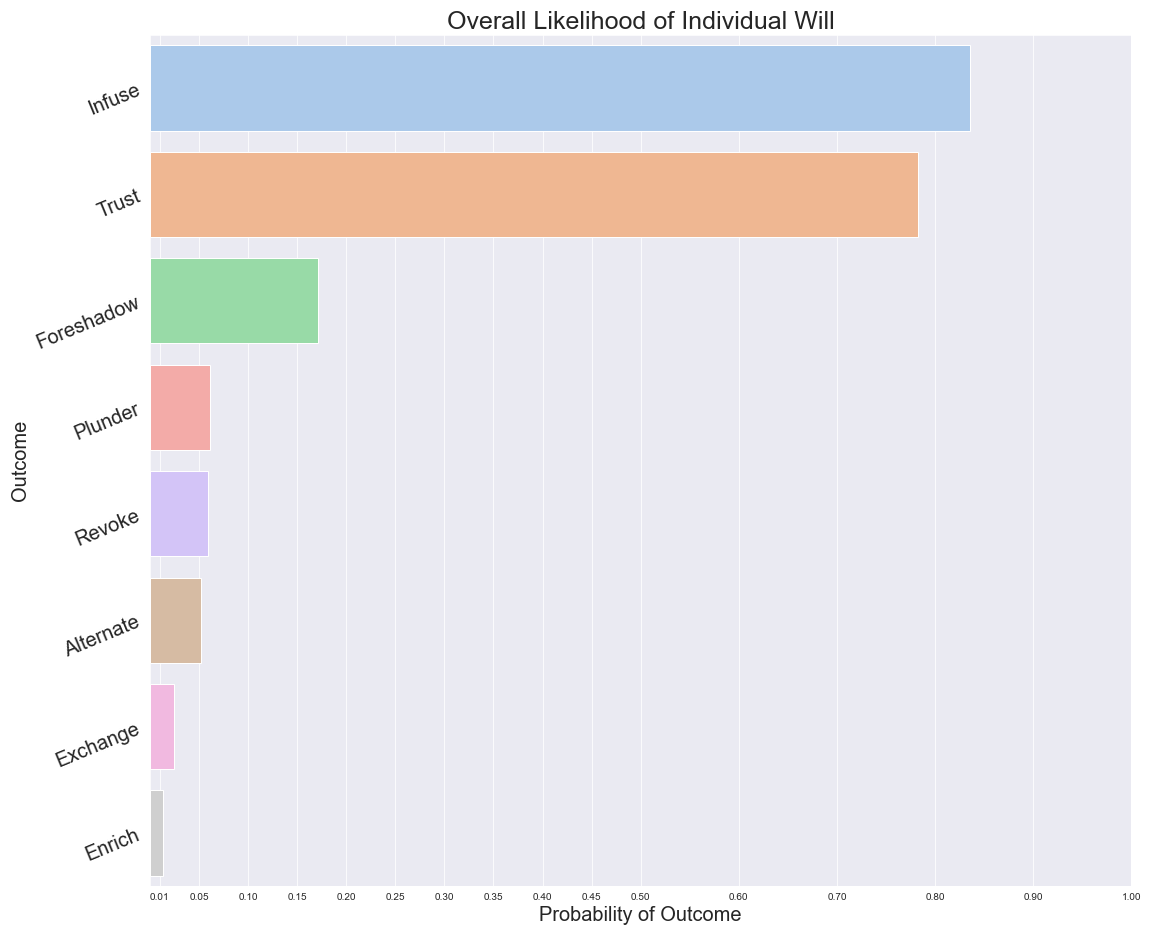 Overall Likelihood of Individual Will
Infuse
Trust
Foreshadow
Plunder
Revoke
Alternate
Exchange
Enrich
Outcome
0.01 0.05 0.10 0.15 0.20 0.25 0.30 0.35 0.40 0.45 0.50 0.60 0.70 0.80 0.90 1.00
Probability of Outcome